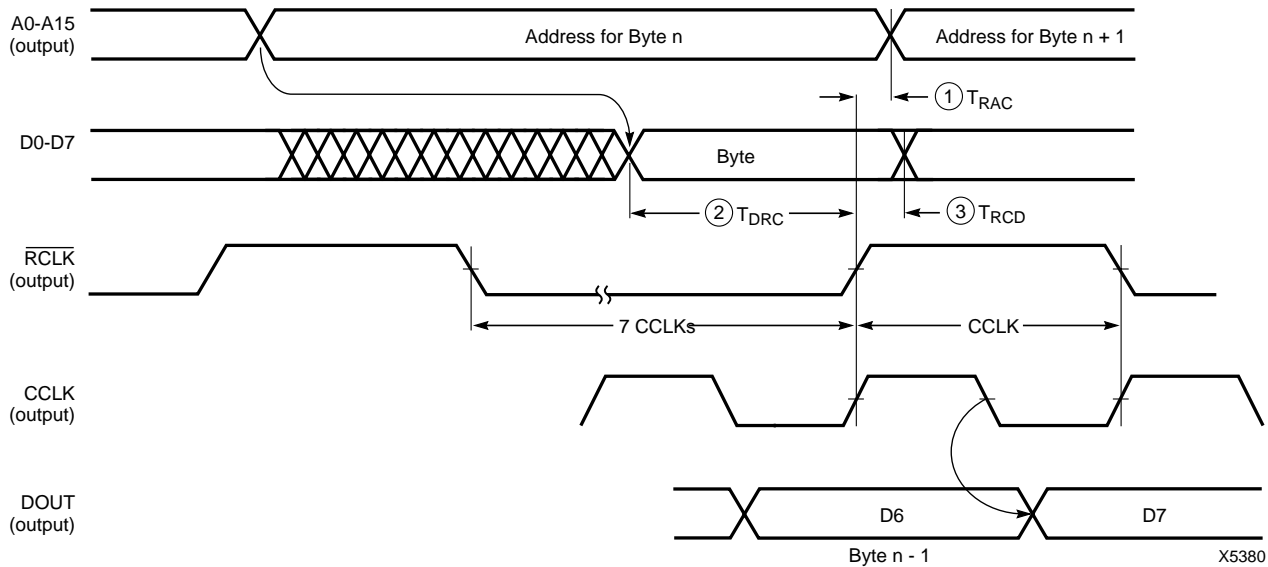 A0-A15
(output)
Address for Byte n
Address for Byte n + 1
1 TRAC
D0-D7
Byte
2 TDRC
3 TRCD
RCLK
(output)
7 CCLKs
CCLK
CCLK
(output)
DOUT
(output)
D6
D7
Byte n - 1
X5380